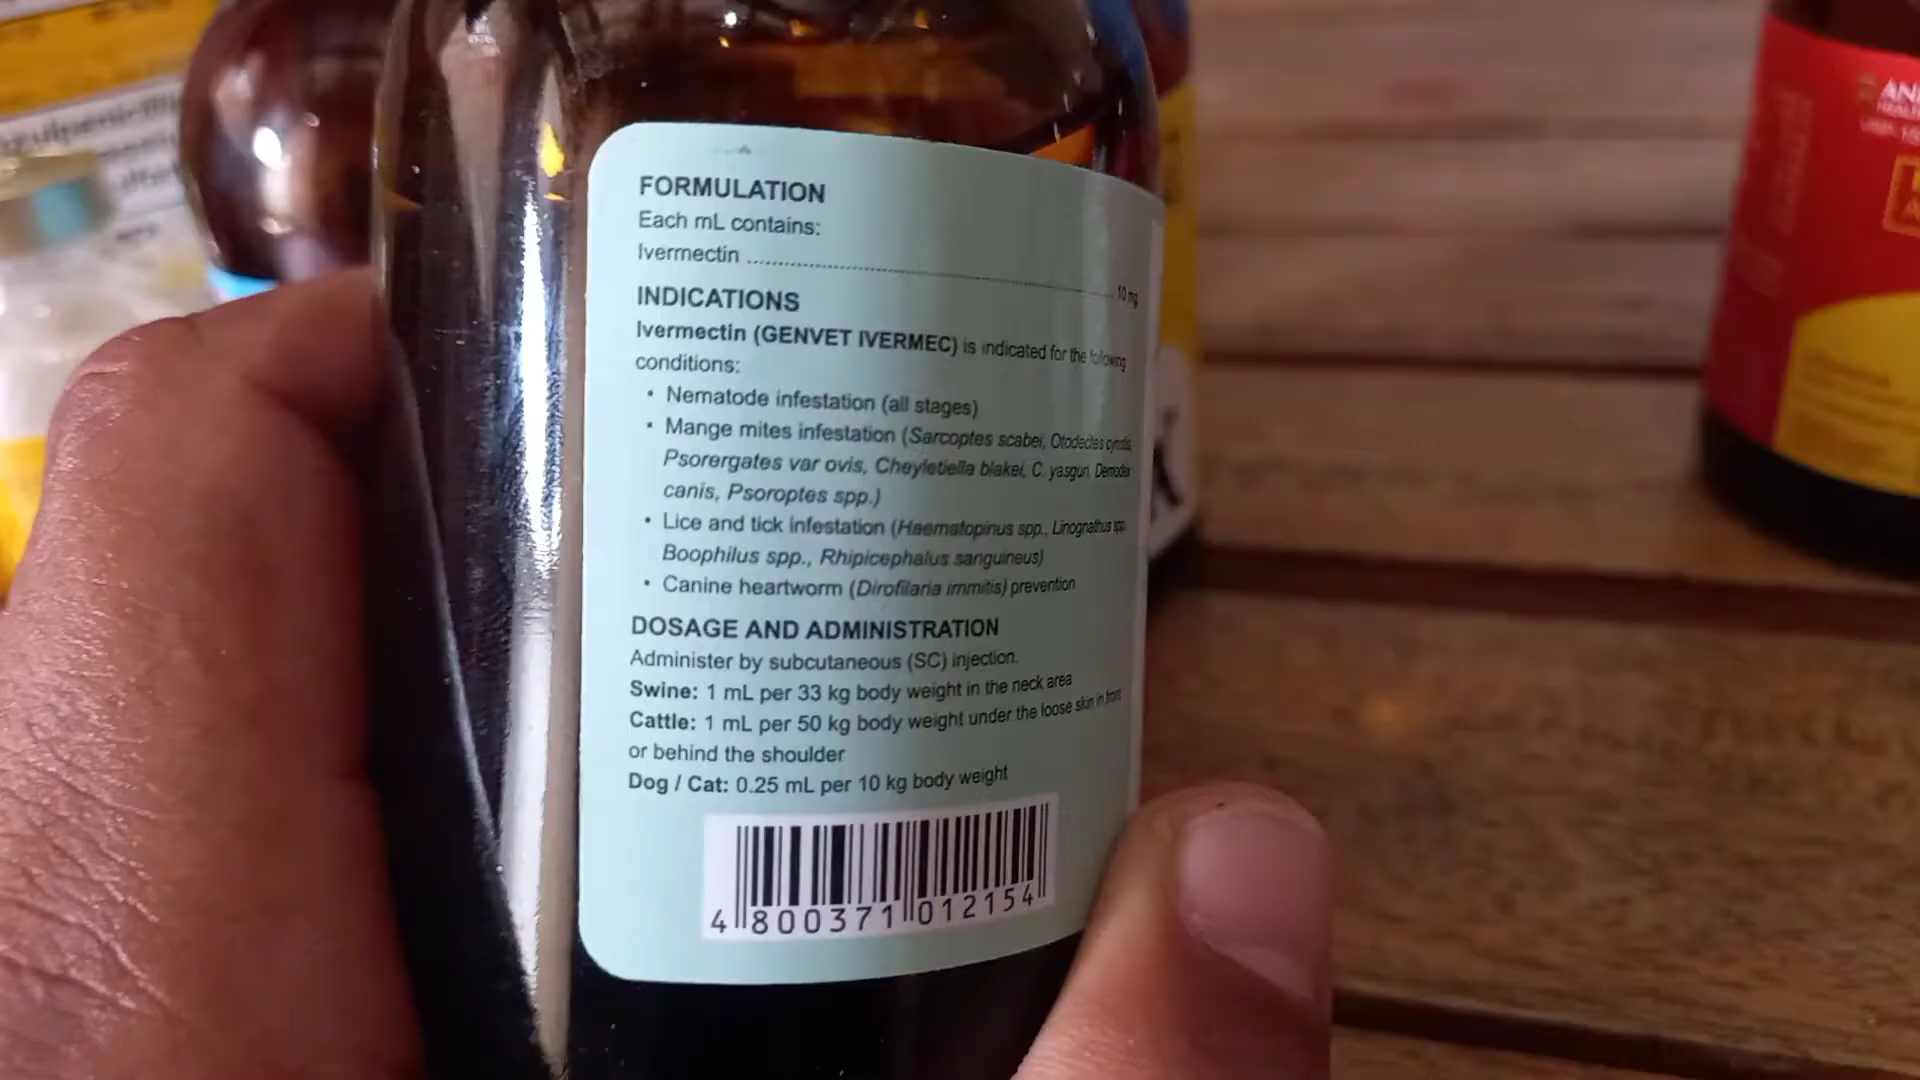 FORMULATION
Each mL contains:
Ivermectin ........................................ 10 mg
INDICATIONS
Ivermectin (GENVET IVERMEC) is indicated for the following
conditions:
• Nematode infestation (all stages)
• Mange mites infestation (Sarcoptes scabei, Otodectes cynotis,
Psorergates var ovis, Cheyletiella blakei, C. yasguri, Demodex
canis, Psoroptes spp.)
• Lice and tick infestation (Haematopinus spp., Linognathus spp.
Boophilus spp., Rhipicephalus sanguineus)
• Canine heartworm (Dirofilaria immitis) prevention
DOSAGE AND ADMINISTRATION
Administer by subcutaneous (SC) injection.
Swine: 1 mL per 33 kg body weight in the neck area
Cattle: 1 mL per 50 kg body weight under the loose skin in front
or behind the shoulder
Dog / Cat: 0.25 mL per 10 kg body weight
4 800371 012154